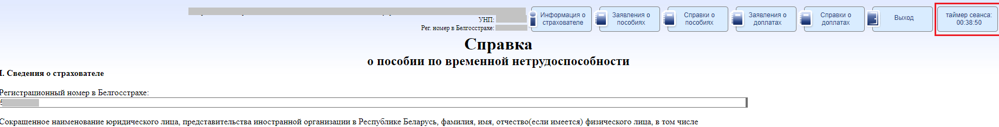 УНП:
Рег. номер в Белгосстрахе:
Информация о
страхователе
Заявления о
пособиях
Справки о
пособиях
Заявления о
доплатах
Справки о
доплатах
Выход
таймер сеанса:
00:38:50
Справка
о пособии по временной нетрудоспособности
I. Сведения о страхователе
Регистрационный номер в Белгосстрахе:
5
Сокращенное наименование юридического лица, представительства иностранной организации в Республике Беларусь, фамилия, имя, отчество(если имеется) физического лица, в том числе